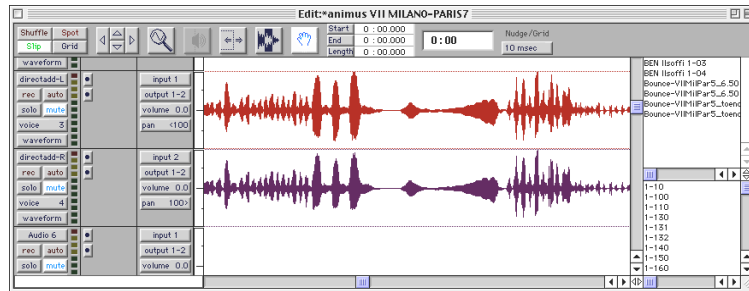 Edit:*animus VII MILANO-PARIS7
Shuffle Spot
Slip Grid
Start 0 : 00.000
End 0 : 00.000
Length 0 : 00.000
0:00
Nudge/Grid
10 msec
waveform
directadd-L input 1
rec auto output 1-2
solo mute volume 0.0
voice 3 pan <100
waveform
directadd-R input 2
rec auto output 1-2
solo mute volume 0.0
voice 4 pan 100>
waveform
Audio 6 input 1
rec auto output 1-2
solo mute volume 0.0
BEN Ilsoffi 1-03
BEN Ilsoffi 1-04
Bounce-VIIMilPar5_6.50
Bounce-VIIMilPar5_6.50
Bounce-VIIMilPar5_toend
Bounce-VIIMilPar5_toend
1-10
1-100
1-110
1-130
1-131
1-132
1-140
1-150
1-160